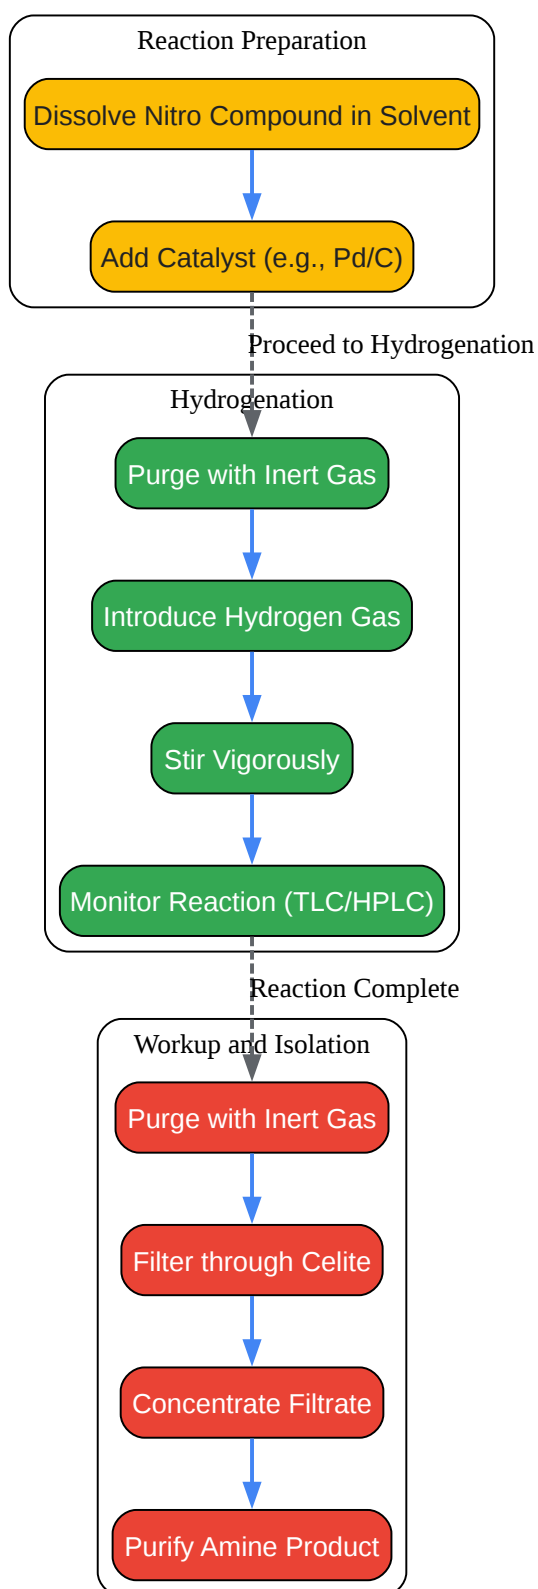 Reaction Preparation
Dissolve Nitro Compound in Solvent
Add Catalyst (e.g., Pd/C)
Proceed to Hydrogenation
Hydrogenation
Purge with Inert Gas
Introduce Hydrogen Gas
Stir Vigorously
Monitor Reaction (TLC/HPLC)
Reaction Complete
Workup and Isolation
Purge with Inert Gas
Filter through Celite
Concentrate Filtrate
Purify Amine Product